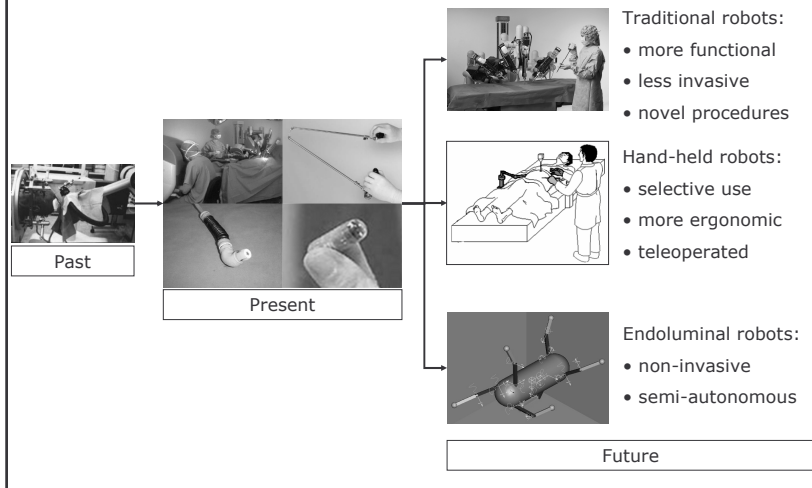 Traditional robots:
• more functional
• less invasive
• novel procedures
Hand-held robots:
• selective use
• more ergonomic
• teleoperated
Past
Present
Endoluminal robots:
• non-invasive
• semi-autonomous
Future